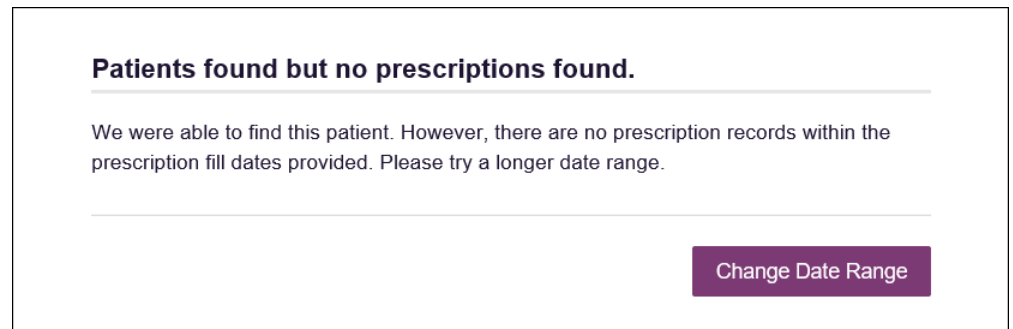 Patients found but no prescriptions found.
We were able to find this patient. However, there are no prescription records within the
prescription fill dates provided. Please try a longer date range.
Change Date Range